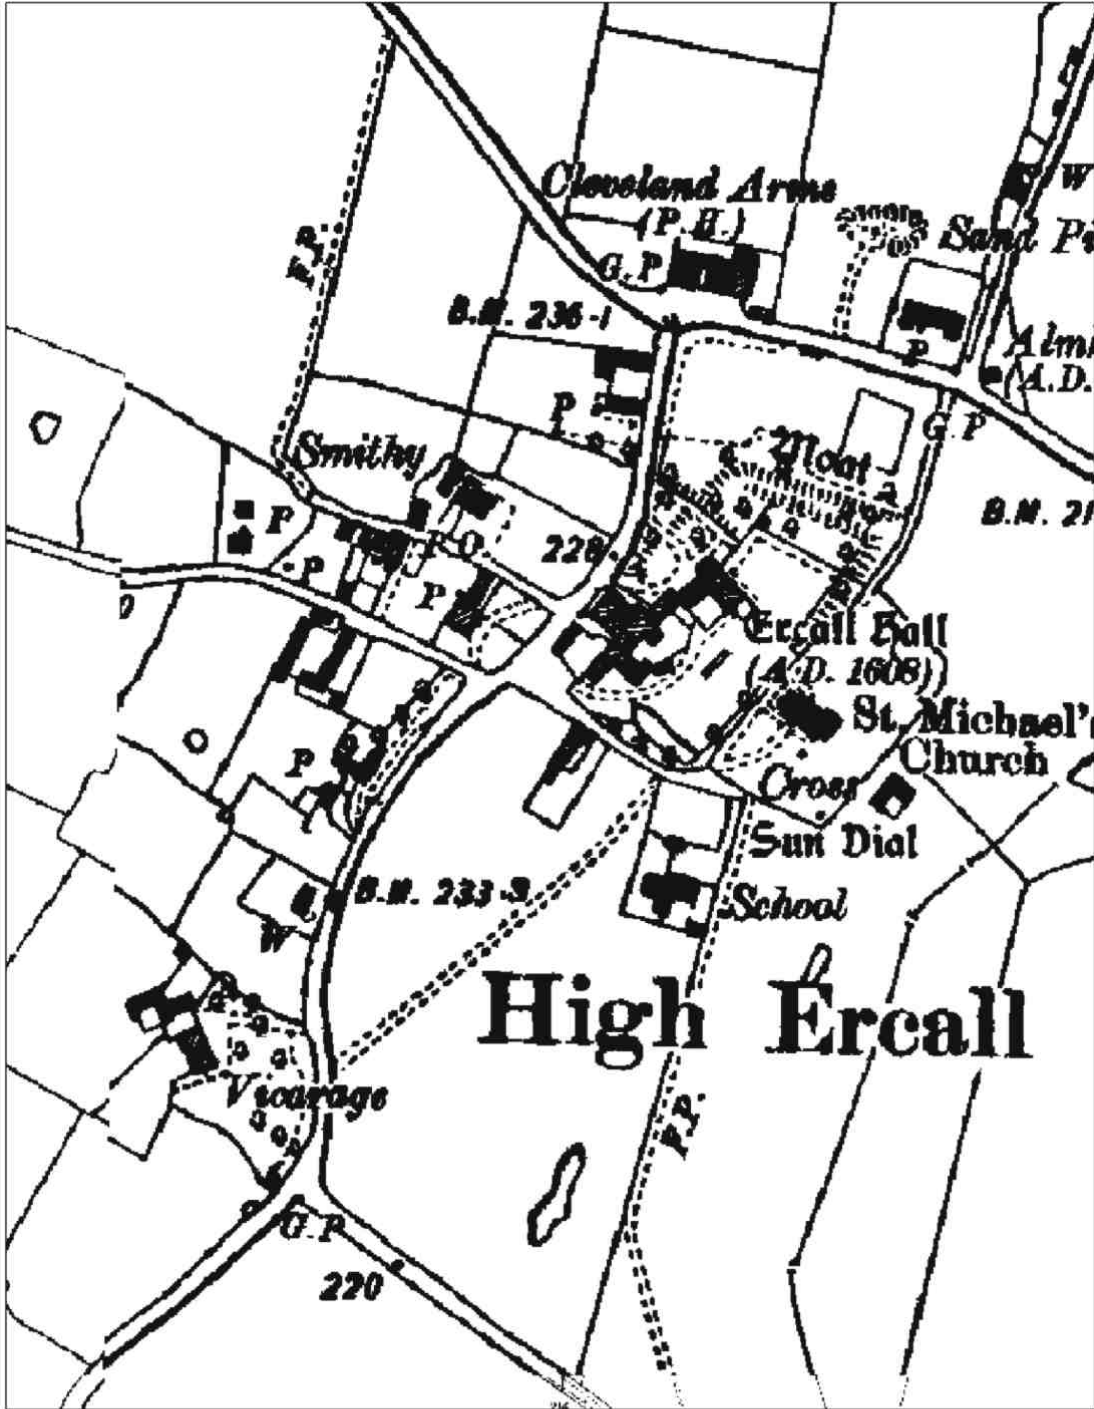 Cleveland Arms
(P. H.)
W
Sand Pi
G. P
F. P.
B.M. 236·1
P
Alml
(A.D.
P
G. P
Smithy
Moat
B.M. 21
P
P. O
228
P
P
Ercall Hall
(A.D. 1608)
St. Michael's
Church
P
Cross
Sun Dial
B.M. 233·3
School
W
High Ercall
Vicarage
F. P.
G. P
220